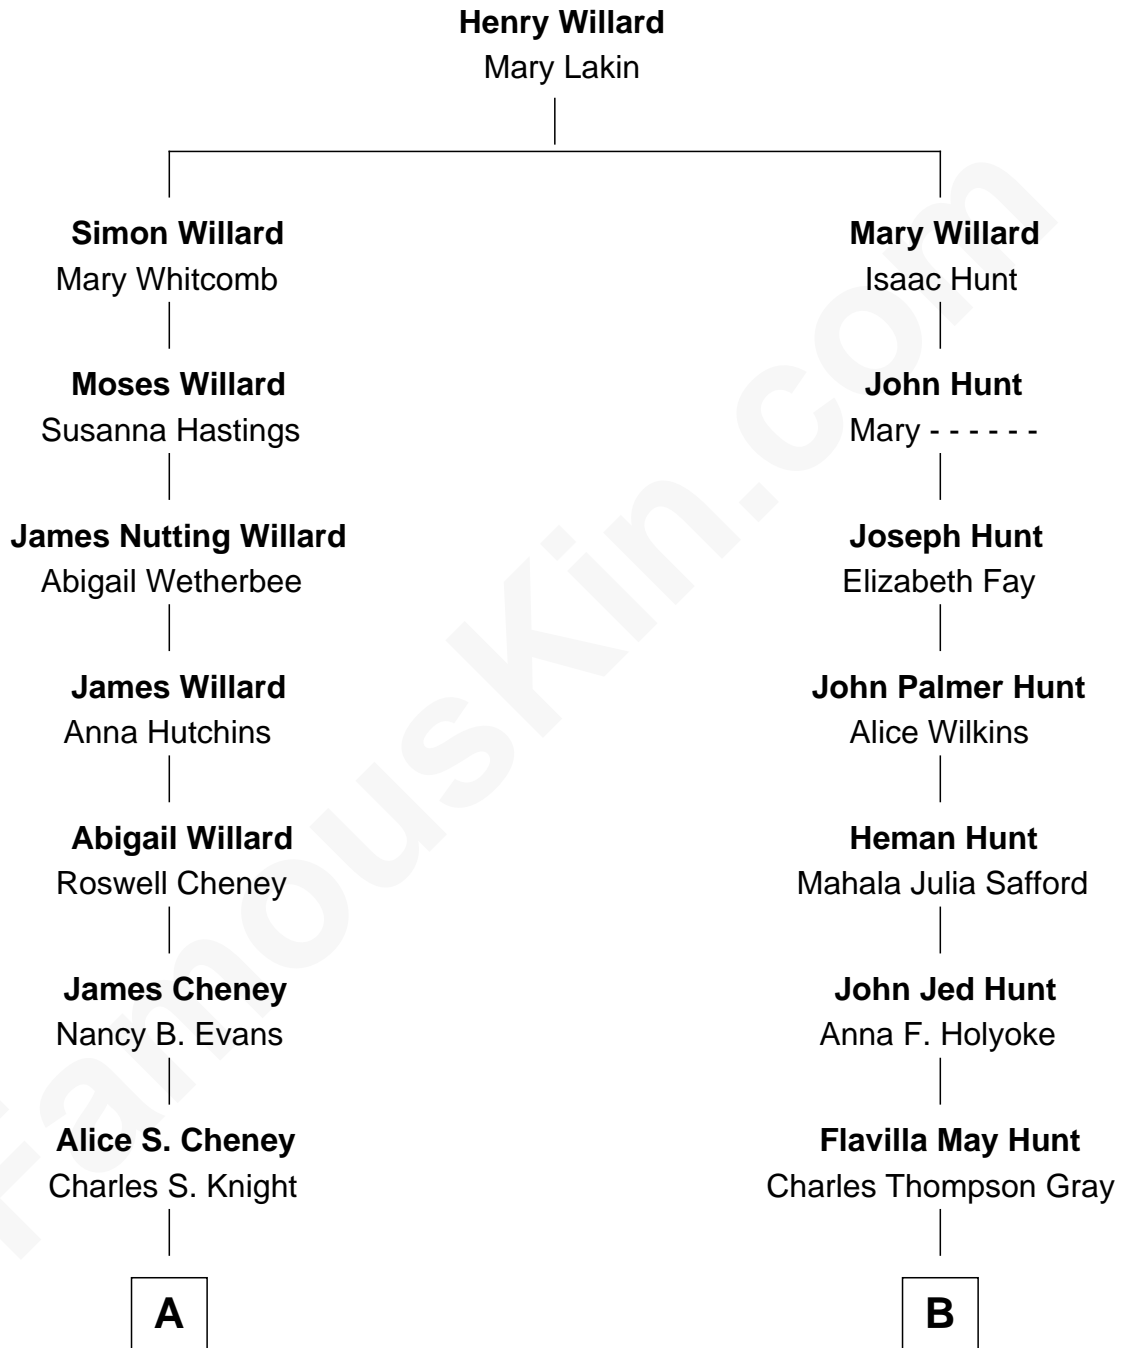 Henry Willard
Mary Lakin
Simon Willard
Mary Whitcomb
Moses Willard
Susanna Hastings
James Nutting Willard
Abigail Wetherbee
James Willard
Anna Hutchins
Abigail Willard
Roswell Cheney
James Cheney
Nancy B. Evans
Alice S. Cheney
Charles S. Knight
A
Mary Willard
Isaac Hunt
John Hunt
Mary - - - - - -
Joseph Hunt
Elizabeth Fay
John Palmer Hunt
Alice Wilkins
Heman Hunt
Mahala Julia Safford
John Jed Hunt
Anna F. Holyoke
Flavilla May Hunt
Charles Thompson Gray
B
FamousKin.com